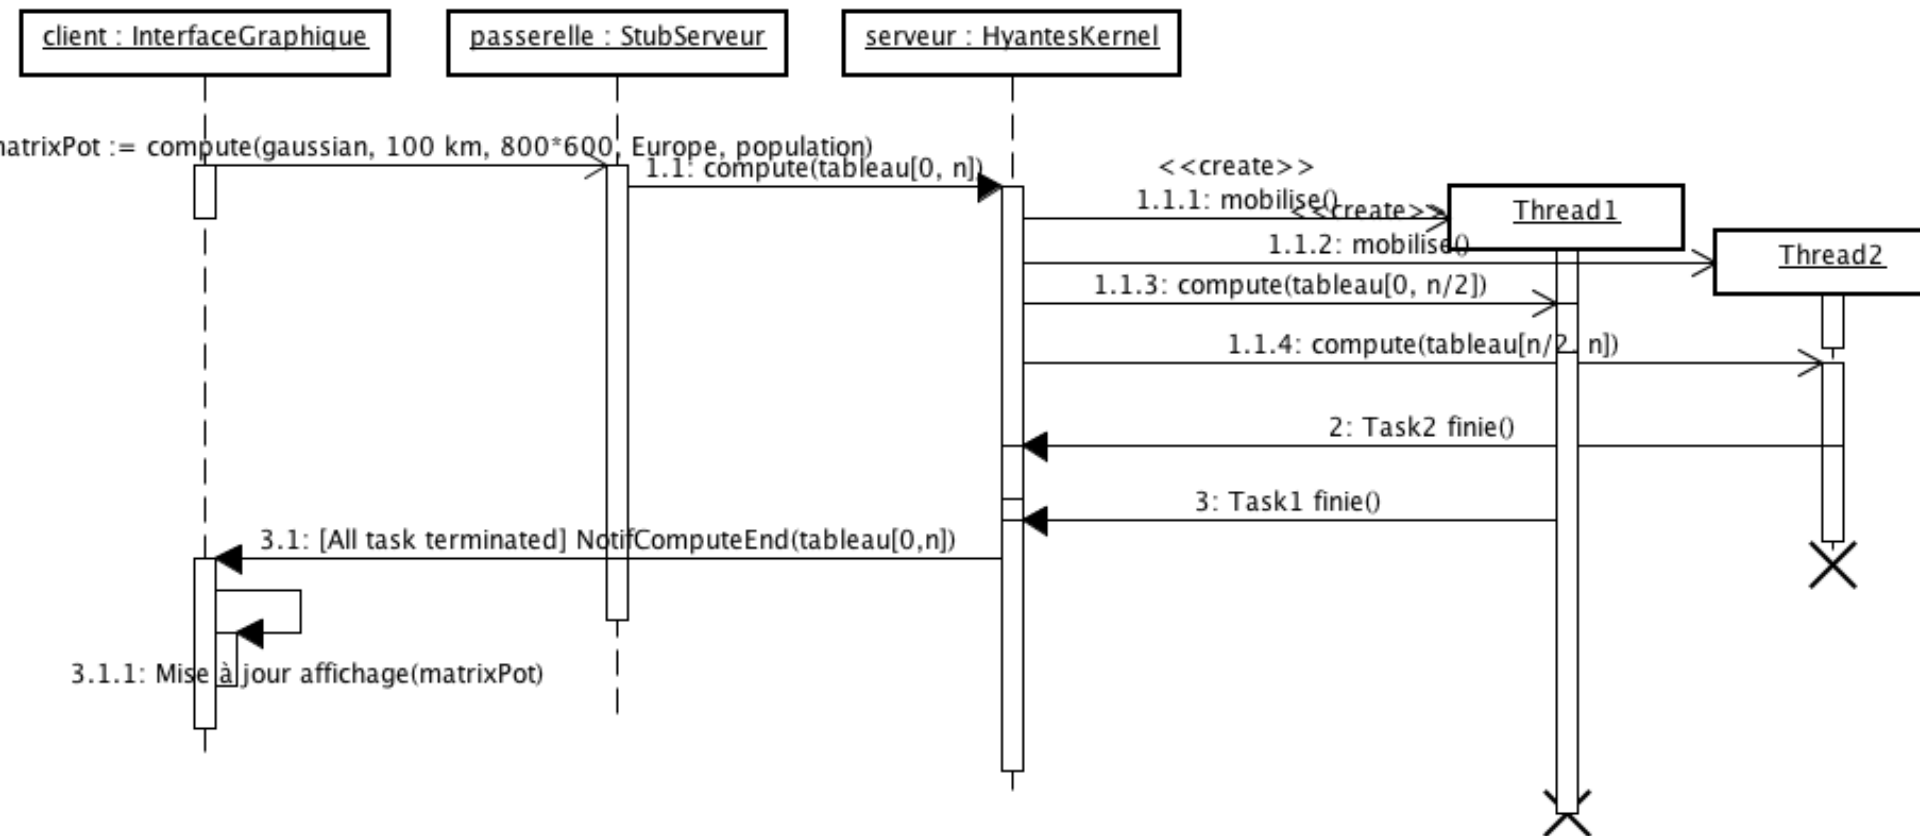 client : InterfaceGraphique
passerelle : StubServeur
serveur : HyantesKernel
:= compute(gaussian, 100 km, 800*600, Europe, population)
1.1: compute(tableau[0, n])
<<create>>
1.1.1: mobilise()
<<create>>
Thread1
1.1.2: mobilise()
Thread2
1.1.3: compute(tableau[0, n/2])
1.1.4: compute(tableau[n/2, n])
2: Task2 finie()
3: Task1 finie()
3.1: [All task terminated] NotifComputeEnd(tableau[0,n])
3.1.1: Mise à jour affichage(matrixPot)